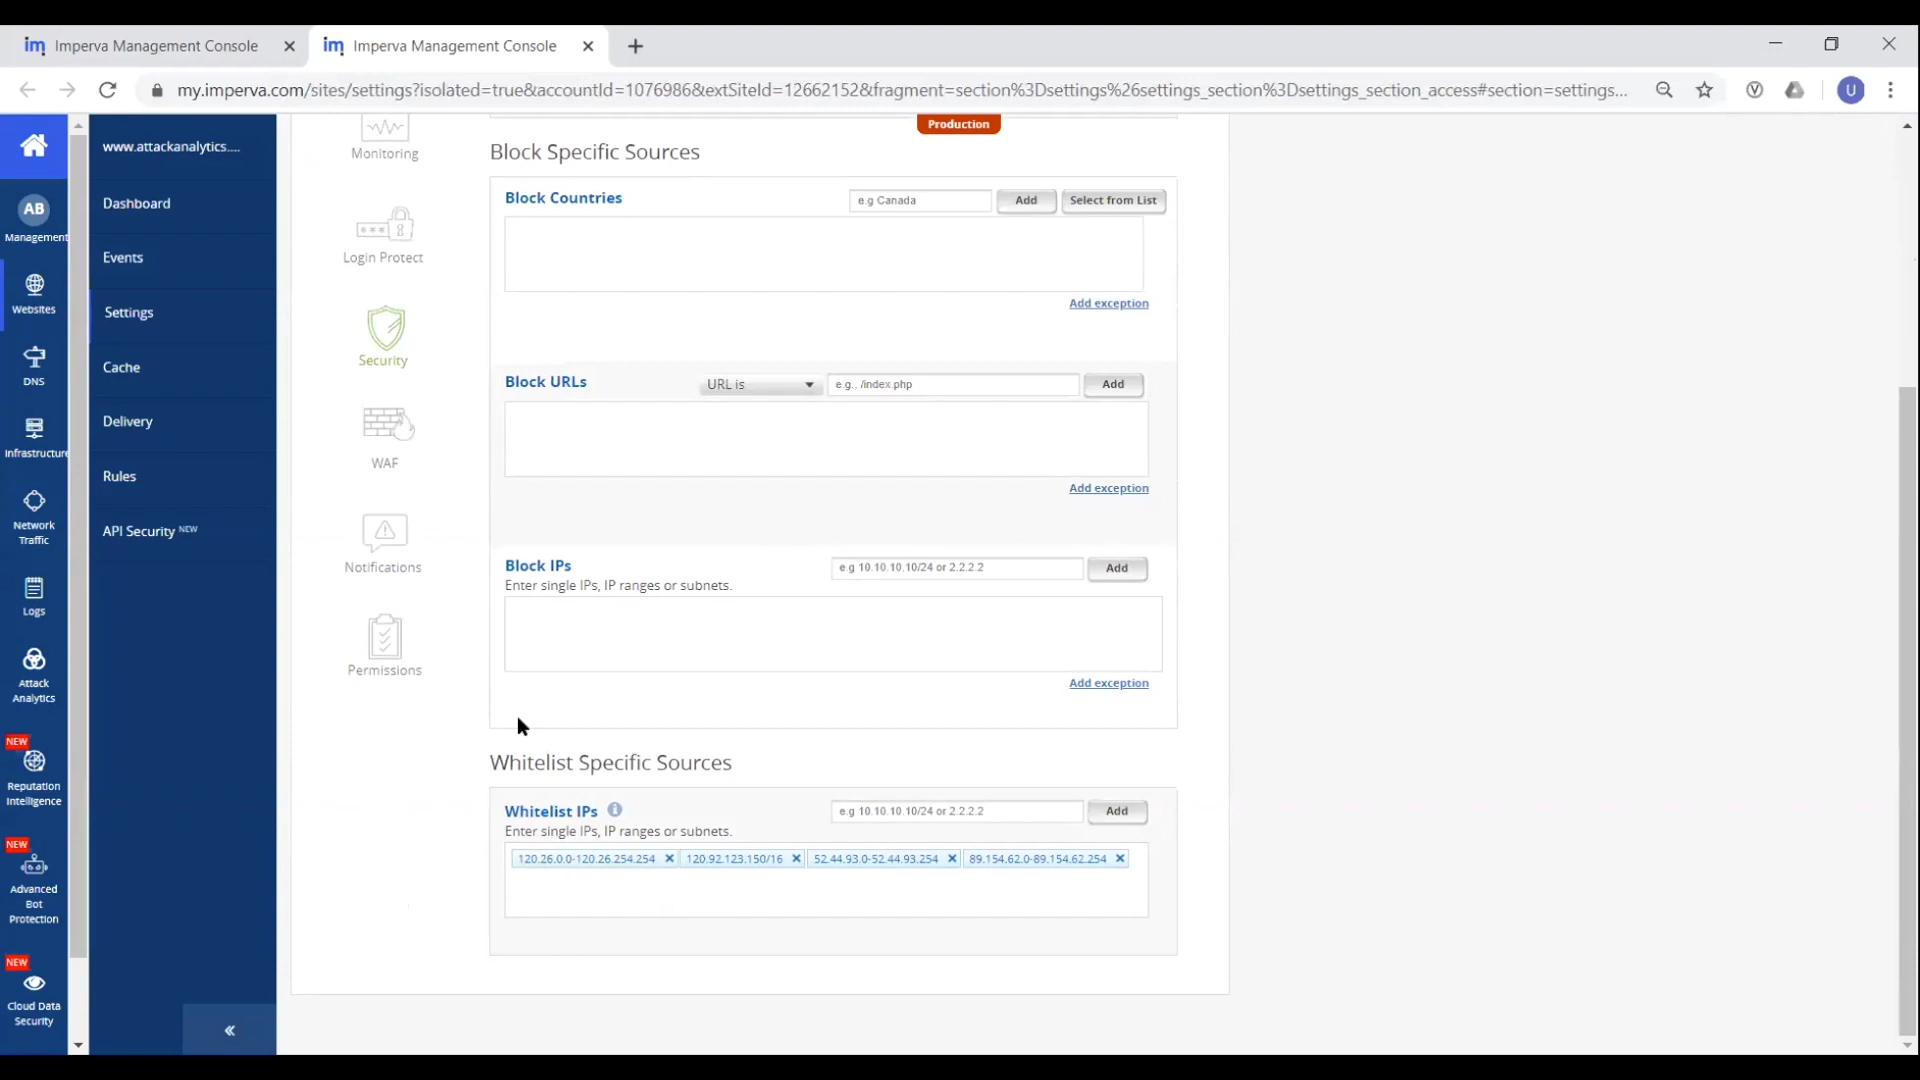 im Imperva Management Console
im Imperva Management Console
my.imperva.com/sites/settings?isolated=true&accountId=1076986&extSiteId=12662152&fragment=section%3Dsettings%26settings_section%3Dsettings_section_access#section=settings...
U
AB
Management
Websites
DNS
Infrastructure
Network
Traffic
Logs
Attack
Analytics
NEW
Reputation
Intelligence
NEW
Advanced
Bot
Protection
NEW
Cloud Data
Security
www.attackanalytics....
Dashboard
Events
Settings
Cache
Delivery
Rules
API Security NEW
«
Monitoring
Login Protect
Security
WAF
Notifications
Permissions
Production
Block Specific Sources
Block Countries
e.g Canada
Add
Select from List
Add exception
Block URLs
URL is
e.g., /index.php
Add
Add exception
Block IPs
e.g 10.10.10.10/24 or 2.2.2.2
Add
Enter single IPs, IP ranges or subnets.
Add exception
Whitelist Specific Sources
Whitelist IPs
e.g 10.10.10.10/24 or 2.2.2.2
Add
Enter single IPs, IP ranges or subnets.
120.26.0.0-120.26.254.254
120.92.123.150/16
52.44.93.0-52.44.93.254
89.154.62.0-89.154.62.254